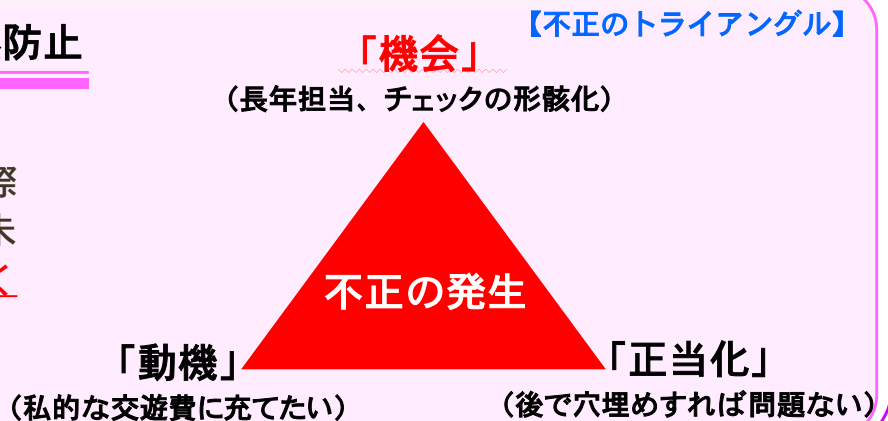 【不正のトライアングル】
防止
「機会」
（長年担当、チェックの形骸化）
際
未
く
不正の発生
「動機」
「正当化」
（私的な交遊費に充てたい）
（後で穴埋めすれば問題ない）